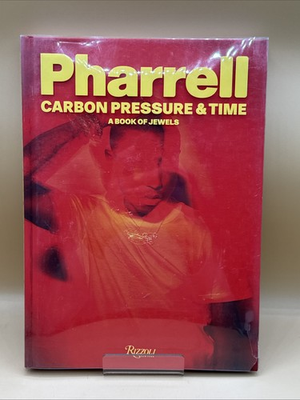 Pharrell
CARBON PRESSURE & TIME
A BOOK OF JEWELS
RIZZOLI